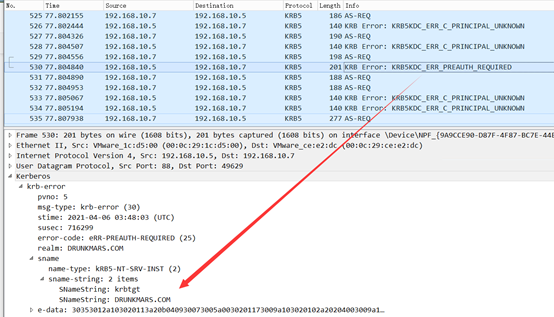 No. Time Source Destination Protocol Length Info
525 77.802155 192.168.10.7 192.168.10.5 KRB5 186 AS-REQ
526 77.802444 192.168.10.5 192.168.10.7 KRB5 140 KRB Error: KRB5KDC_ERR_C_PRINCIPAL_UNKNOWN
527 77.804326 192.168.10.7 192.168.10.5 KRB5 190 AS-REQ
528 77.804507 192.168.10.5 192.168.10.7 KRB5 140 KRB Error: KRB5KDC_ERR_C_PRINCIPAL_UNKNOWN
529 77.804556 192.168.10.7 192.168.10.5 KRB5 198 AS-REQ
530 77.804840 192.168.10.5 192.168.10.7 KRB5 201 KRB Error: KRB5KDC_ERR_PREAUTH_REQUIRED
531 77.804890 192.168.10.7 192.168.10.5 KRB5 188 AS-REQ
532 77.804953 192.168.10.7 192.168.10.5 KRB5 188 AS-REQ
533 77.805067 192.168.10.5 192.168.10.7 KRB5 140 KRB Error: KRB5KDC_ERR_C_PRINCIPAL_UNKNOWN
534 77.805194 192.168.10.5 192.168.10.7 KRB5 140 KRB Error: KRB5KDC_ERR_C_PRINCIPAL_UNKNOWN
535 77.807938 192.168.10.7 192.168.10.5 KRB5 277 AS-REQ
Frame 530: 201 bytes on wire (1608 bits), 201 bytes captured (1608 bits) on interface \Device\NPF_{9A9CCE90-D87F-4F87-BC7E-44E
Ethernet II, Src: VMware_1c:d5:00 (00:0c:29:1c:d5:00), Dst: VMware_ce:e2:dc (00:0c:29:ce:e2:dc)
Internet Protocol Version 4, Src: 192.168.10.5, Dst: 192.168.10.7
User Datagram Protocol, Src Port: 88, Dst Port: 49629
Kerberos
krb-error
pvno: 5
msg-type: krb-error (30)
stime: 2021-04-06 03:48:03 (UTC)
susec: 716299
error-code: eRR-PREAUTH-REQUIRED (25)
realm: DRUNKMARS.COM
sname
name-type: kRB5-NT-SRV-INST (2)
sname-string: 2 items
SNameString: krbtgt
SNameString: DRUNKMARS.COM
e-data: 30353012a103020113a20b040930073005a0030201173009a103020102a20204003009a1…